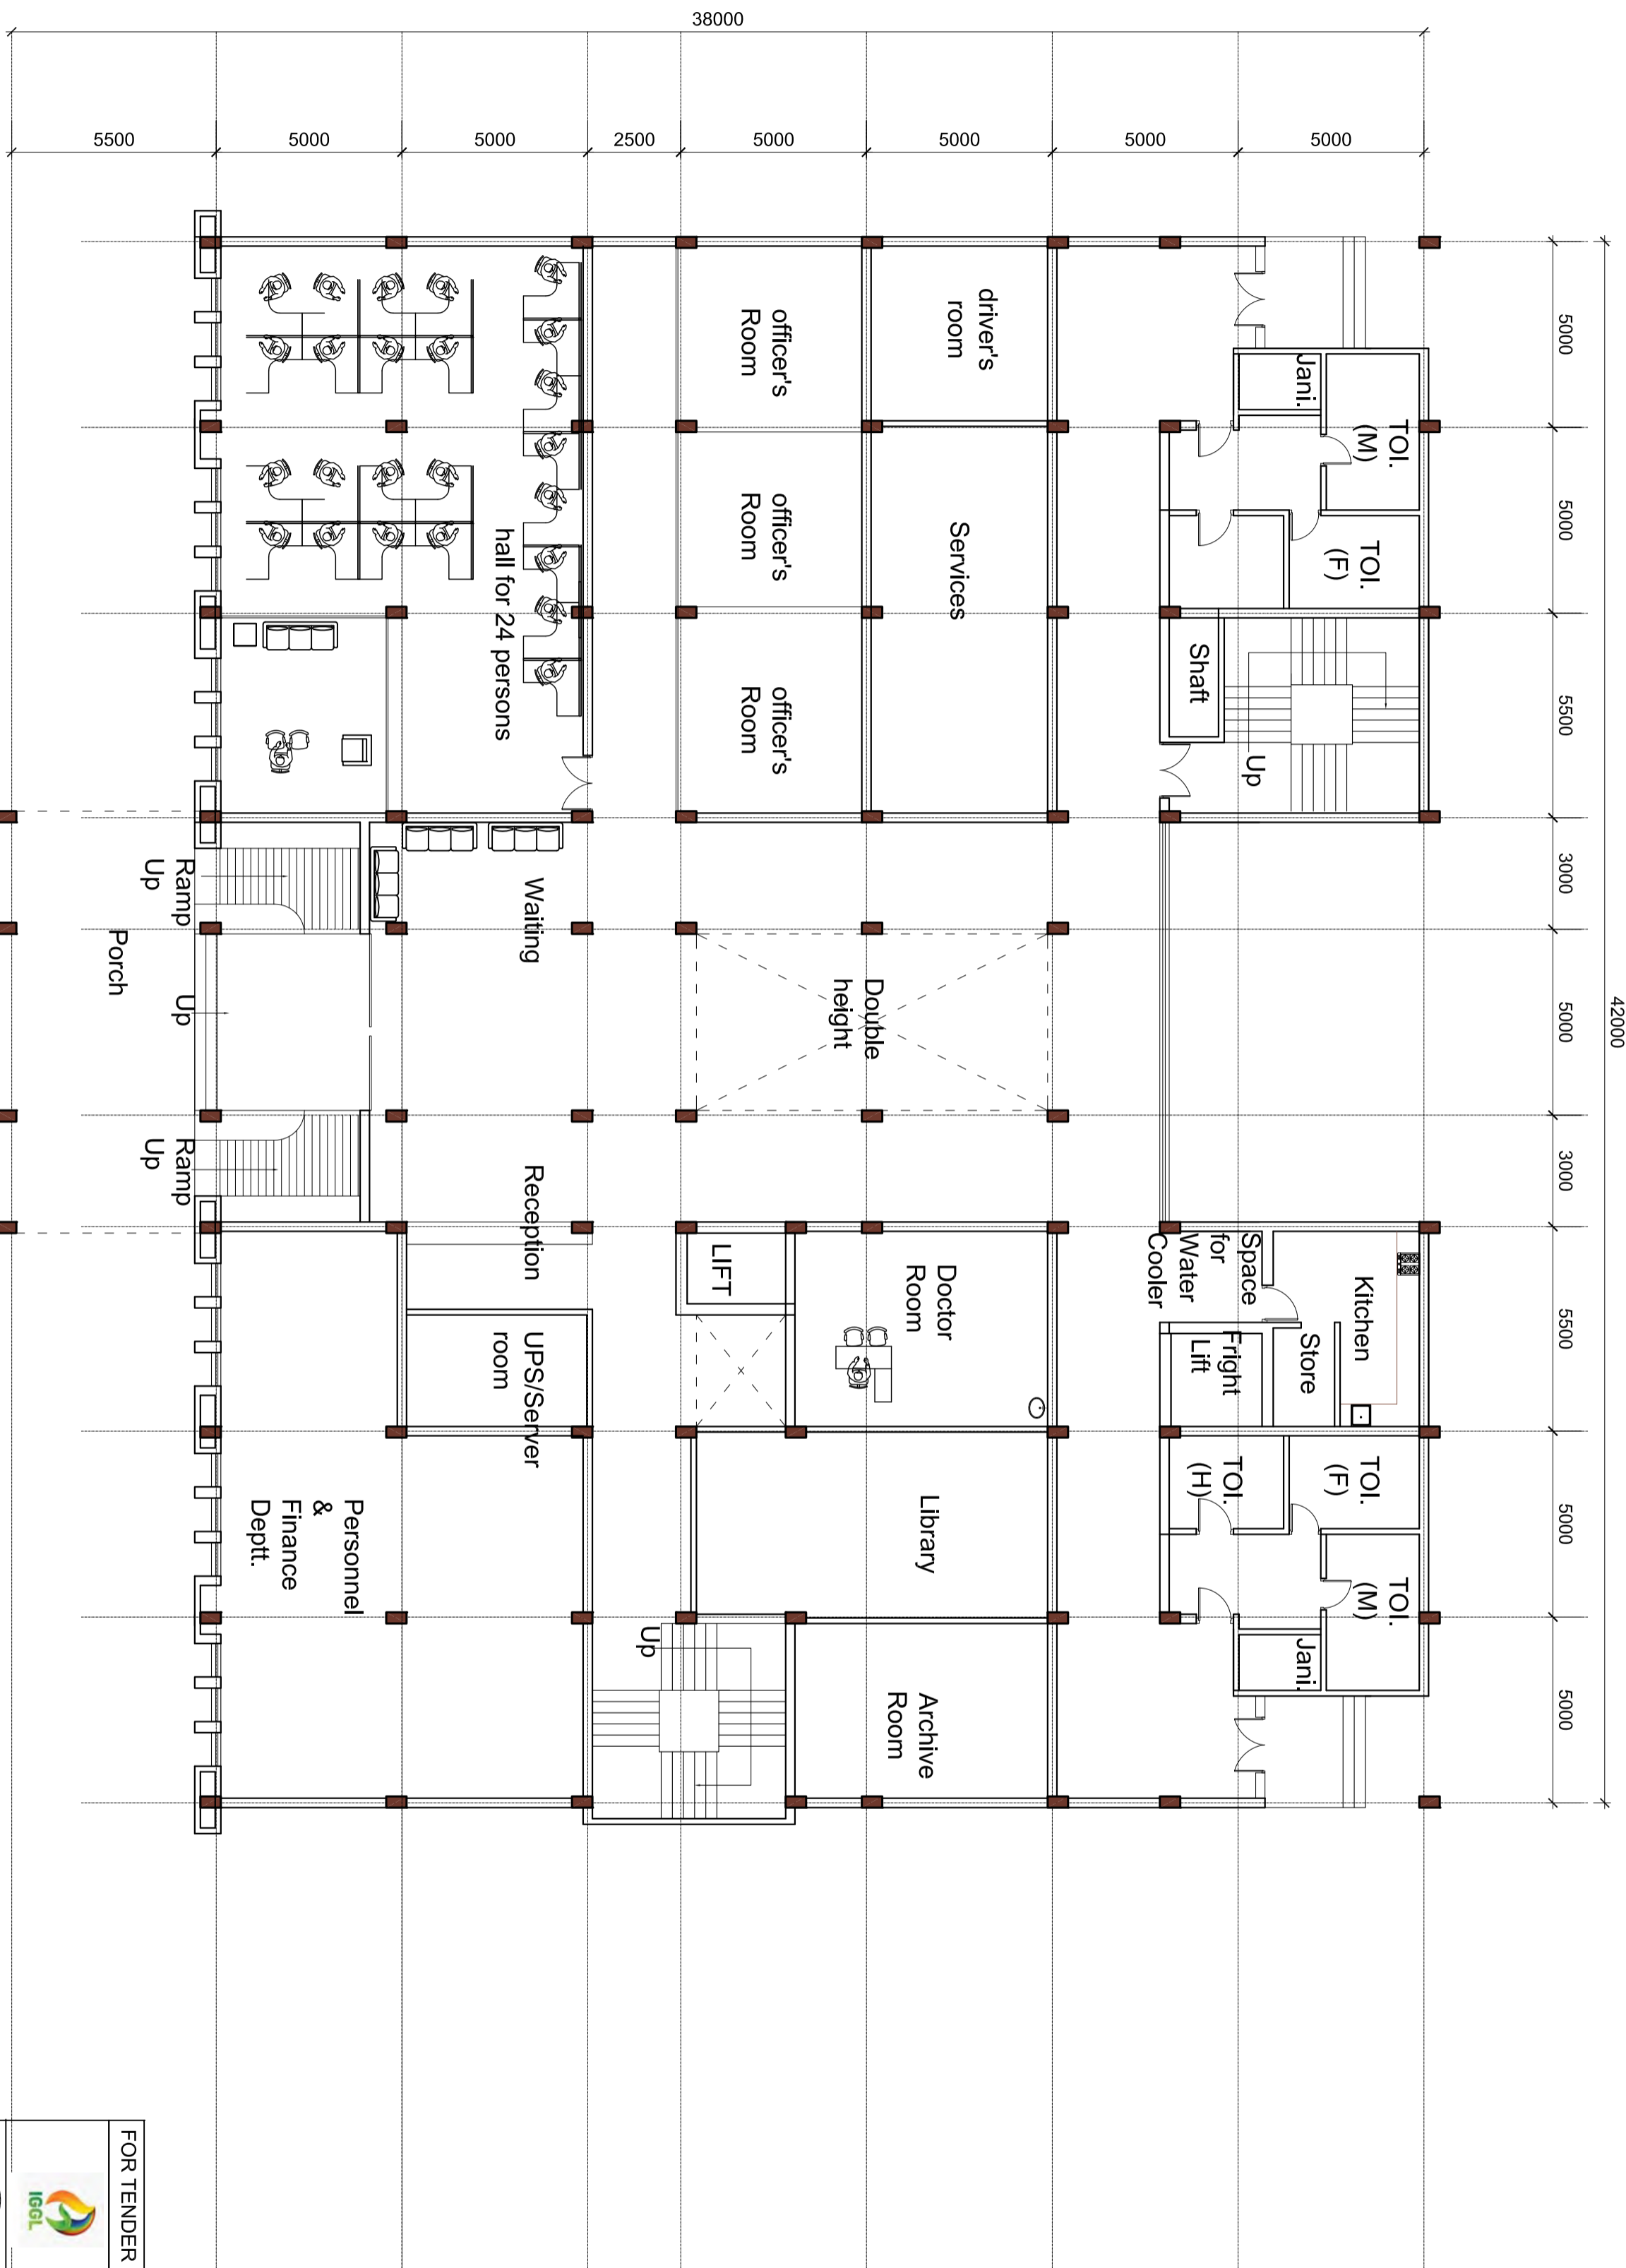 38000
5500
5000
5000
2500
5000
5000
5000
5000
42000
5000
5000
5500
3000
5000
3000
5500
5000
5000
TOI.
(M)
Jani.
TOI.
(F)
Shaft
Up
driver's
room
Services
officer's
Room
officer's
Room
officer's
Room
hall for 24 persons
Waiting
Double
height
Ramp
Up
Porch
Up
Ramp
Up
Reception
LIFT
Doctor
Room
Space
for
Water
Cooler
Kitchen
Store
Fright
Lift
UPS/Server
room
TOI.
(H)
TOI.
(F)
TOI.
(M)
Jani.
Library
Archive
Room
Up
Personnel
&
Finance
Deptt.
FOR TENDER
IGGL